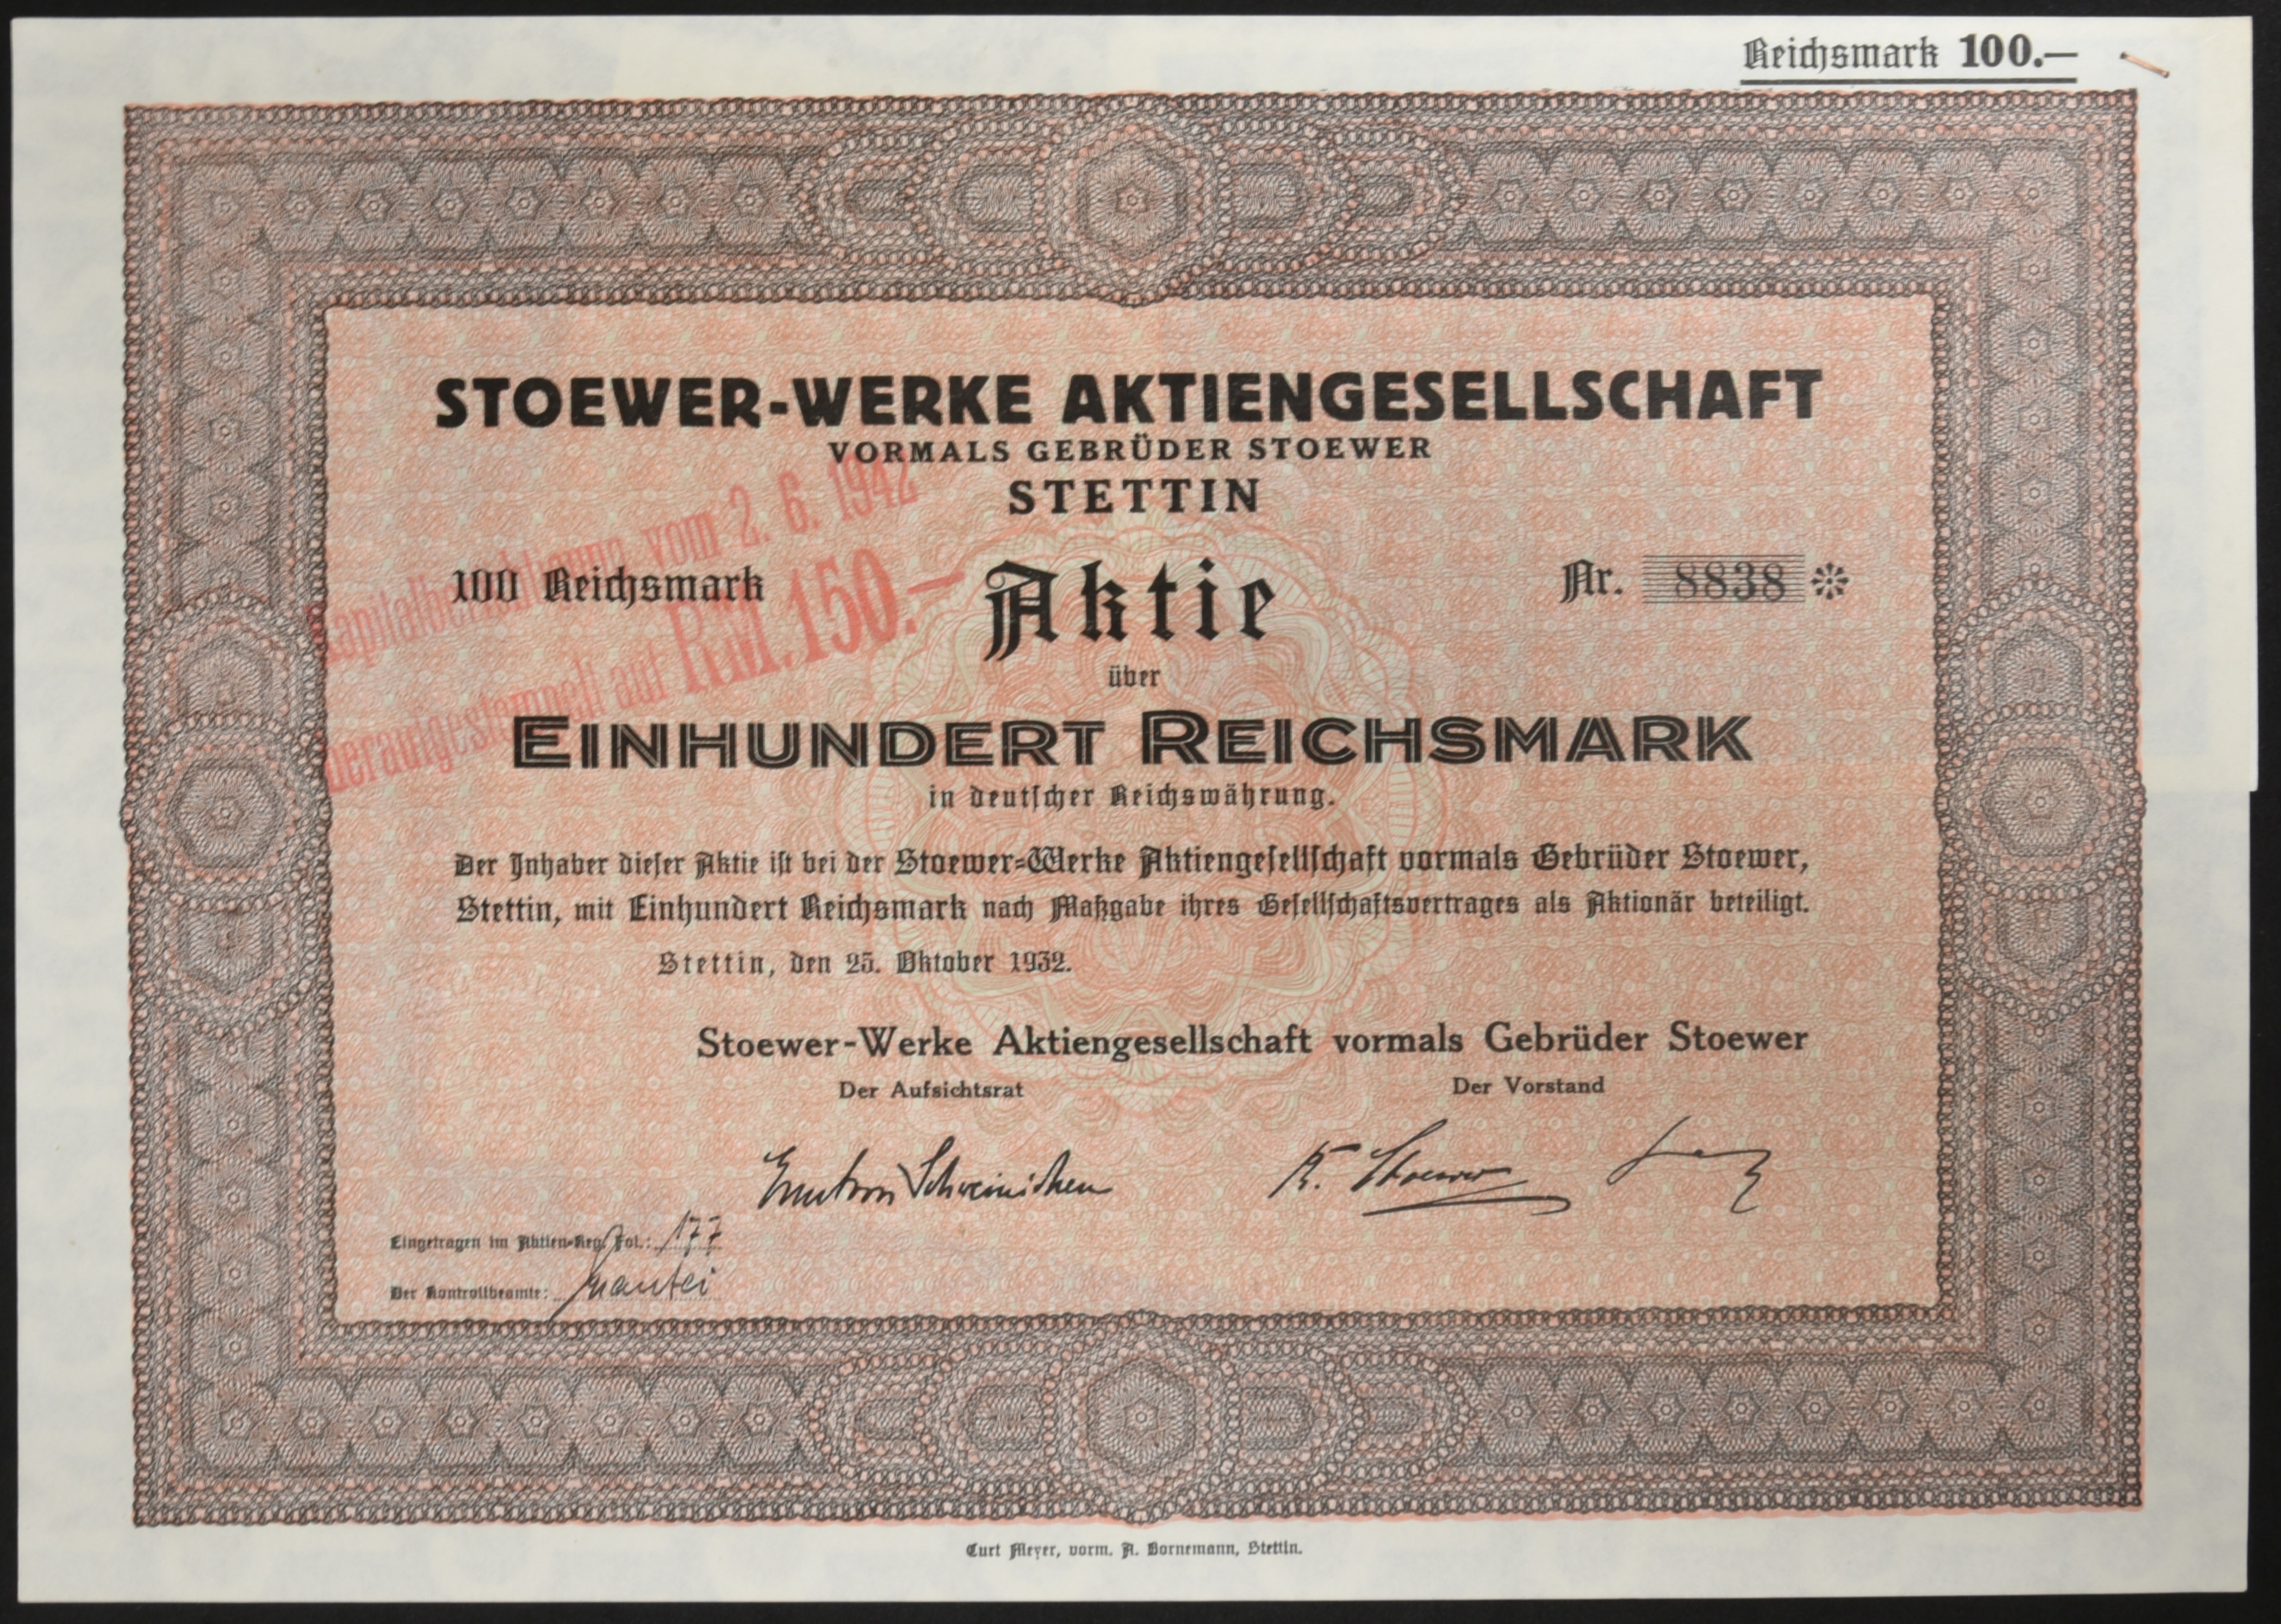 Reichsmark 100.—
STOEWER-WERKE AKTIENGESELLSCHAFT
VORMALS GEBRÜDER STOEWER
STETTIN
Kapitalberichtigung vom 2. 6. 1942
heraufgestempelt auf RM. 150.—
100 Reichsmark
Aktie
Nr. 8838
über
EINHUNDERT REICHSMARK
in deutscher Reichswährung.
Der Inhaber dieser Aktie ist bei der Stoewer-Werke Aktiengesellschaft vormals Gebrüder Stoewer,
Stettin, mit Einhundert Reichsmark nach Maßgabe ihres Gesellschaftsvertrages als Aktionär beteiligt.
Stettin, den 25. Oktober 1932.
Stoewer-Werke Aktiengesellschaft vormals Gebrüder Stoewer
Der Aufsichtsrat
Der Vorstand
Schweinichen
K. Stoewer
Eingetragen im Aktien-Reg. Fol.: 177
Der Kontrollbeamte:
Curt Meyer, vorm. A. Bornemann, Stettin.